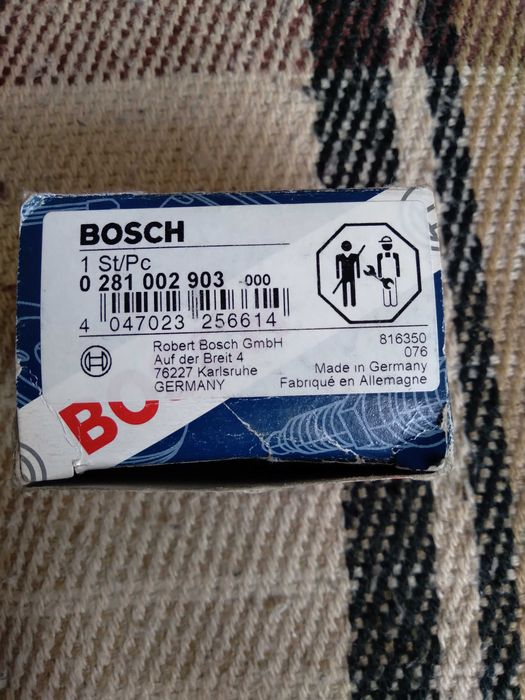 BOSCH
1 St/Pc
0 281 002 903 -000
4 047023 256614
Robert Bosch GmbH
Auf der Breit 4
76227 Karlsruhe
GERMANY
816350
076
Made in Germany
Fabriqué en Allemagne
BO